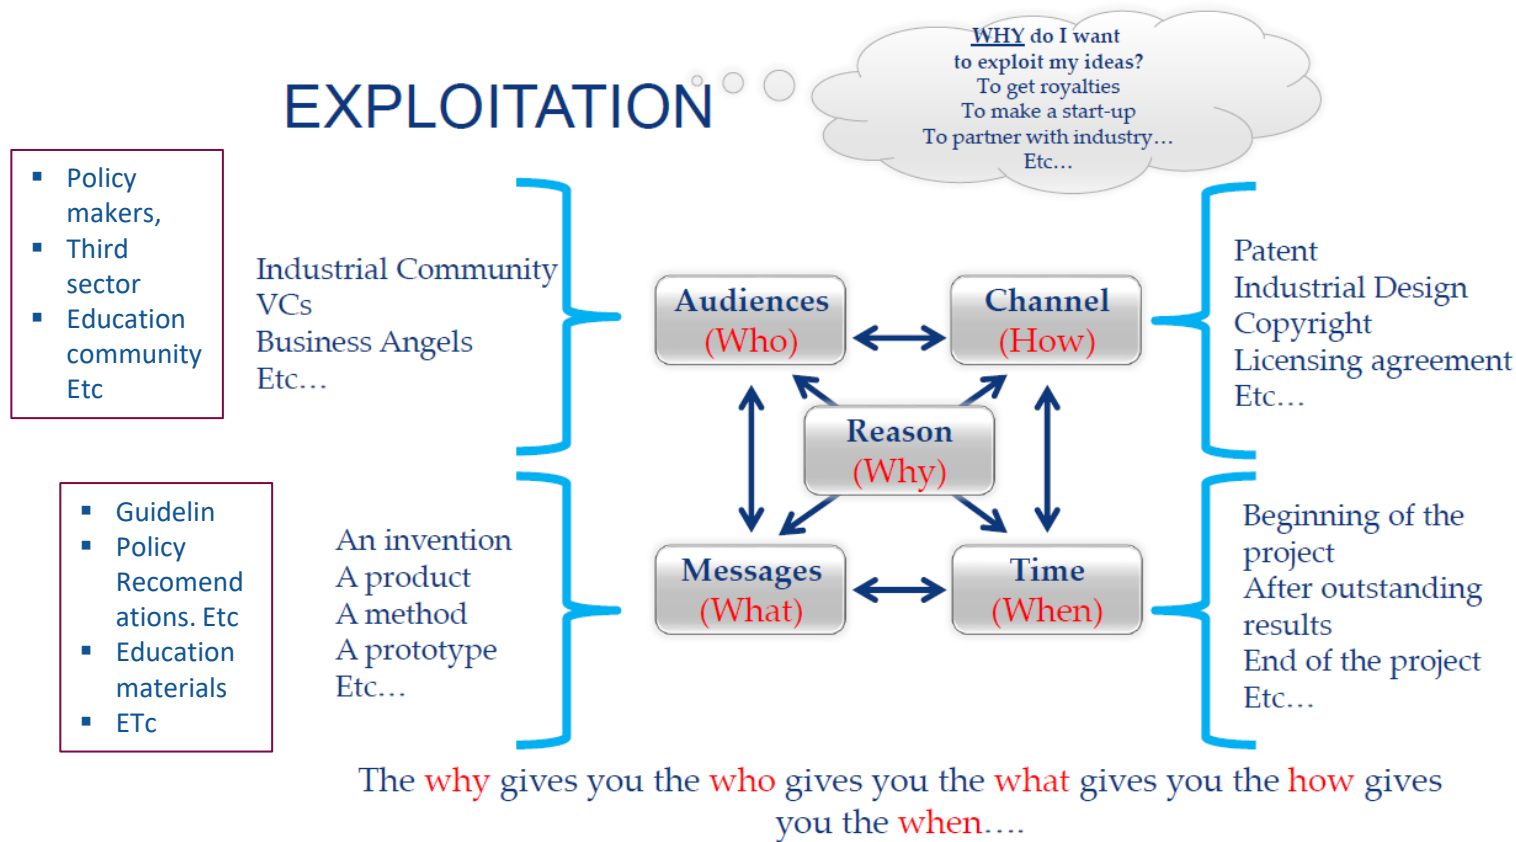 WHY do I want
to exploit my ideas?
To get royalties
To make a start-up
To partner with industry…
Etc…
EXPLOITATION
▪ Policy
makers,
▪ Third
sector
▪ Education
community
Etc
Industrial Community
VCs
Business Angels
Etc…
Audiences
(Who)
Channel
(How)
Patent
Industrial Design
Copyright
Licensing agreement
Etc…
Reason
(Why)
▪ Guidelin
▪ Policy
Recomend
ations. Etc
▪ Education
materials
▪ ETc
An invention
A product
A method
A prototype
Etc…
Messages
(What)
Time
(When)
Beginning of the
project
After outstanding
results
End of the project
Etc…
The why gives you the who gives you the what gives you the how gives
you the when….